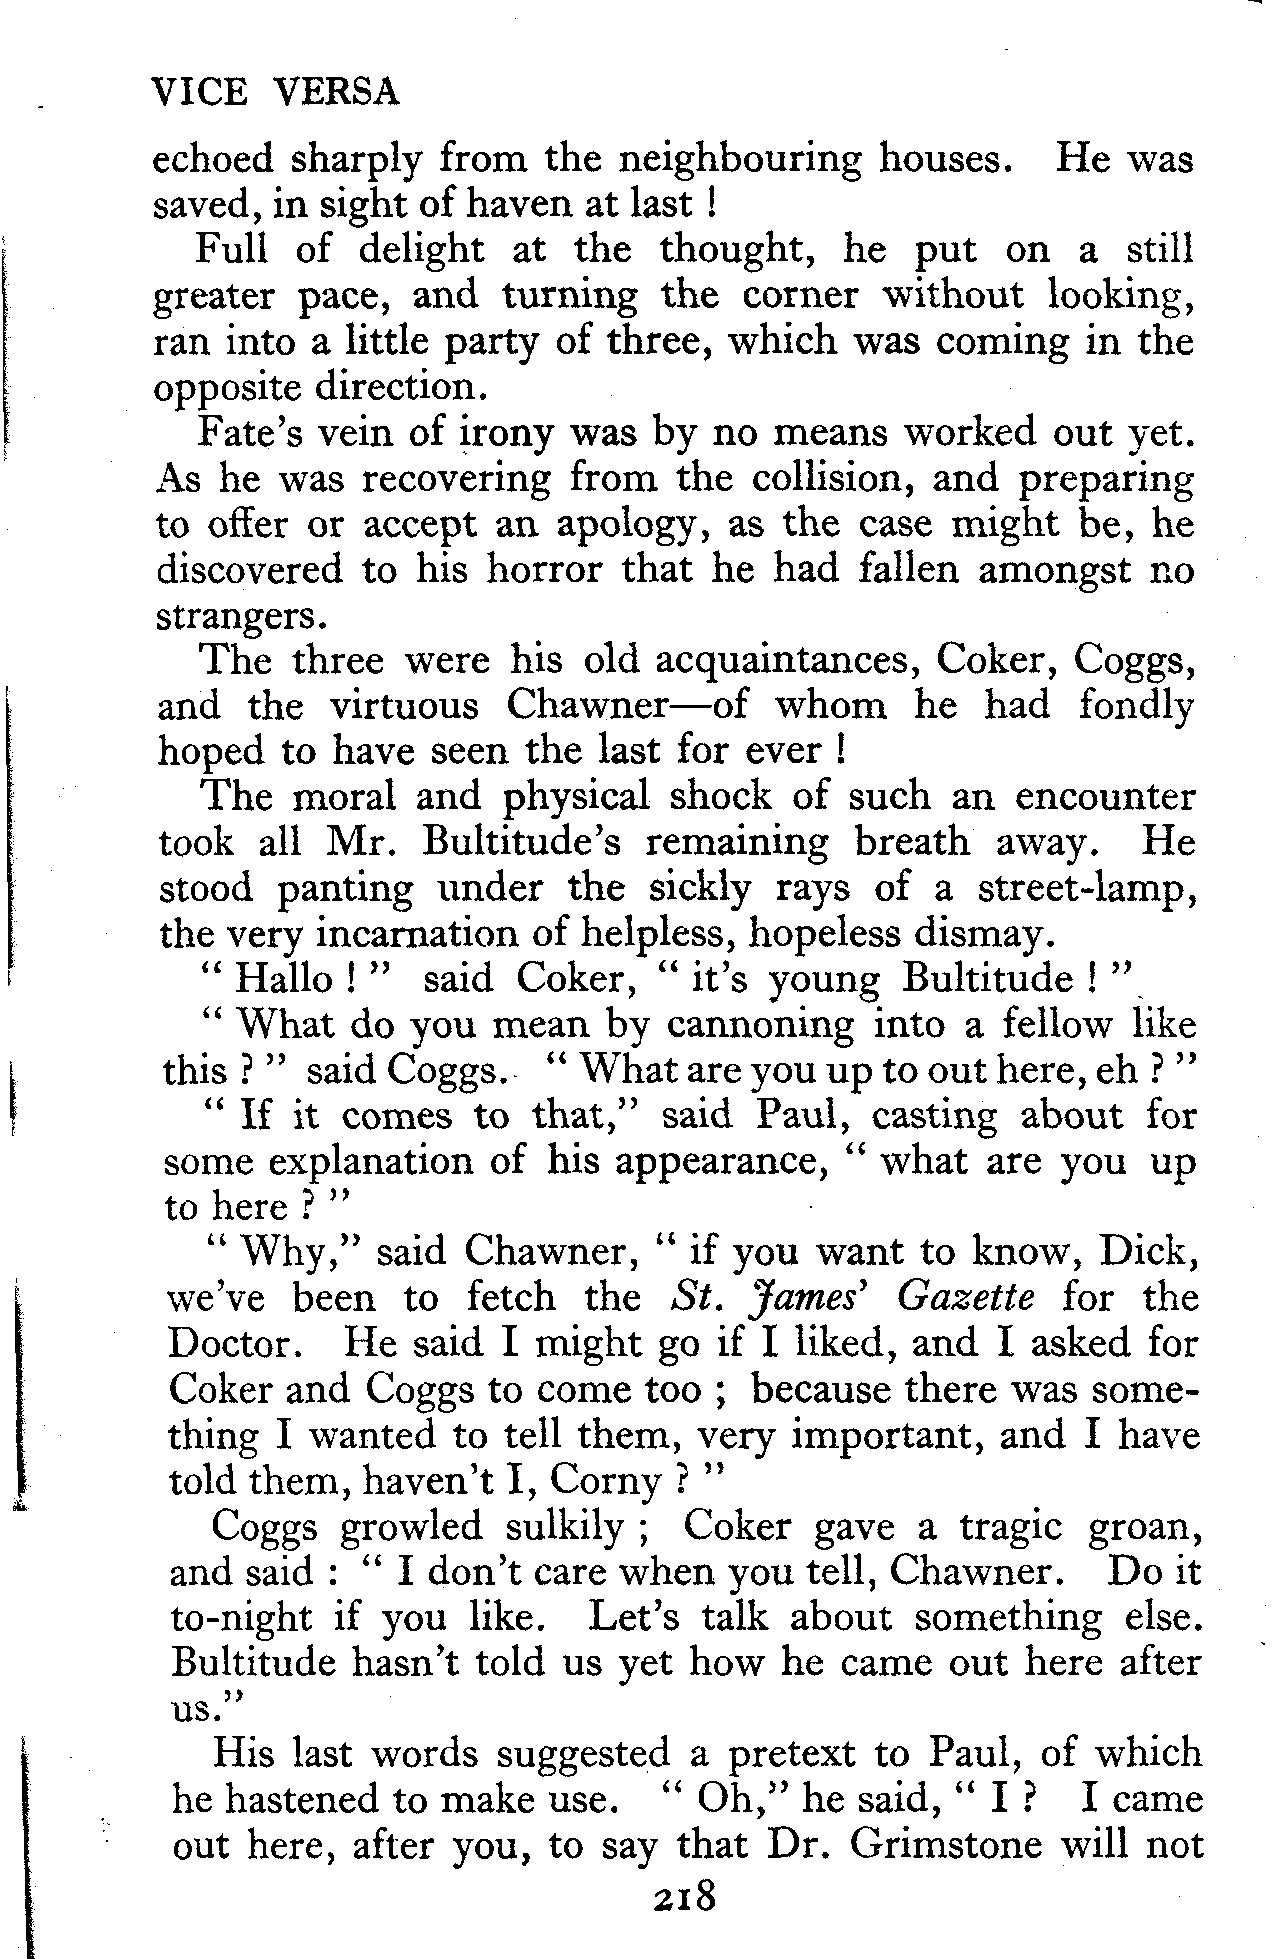 VICE VERSA
echoed sharply from the neighbouring houses. He was
saved, in sight of haven at last !
Full of delight at the thought, he put on a still
greater pace, and turning the corner without looking,
ran into a little party of three, which was coming in the
opposite direction.
Fate's vein of irony was by no means worked out yet.
As he was recovering from the collision, and preparing
to offer or accept an apology, as the case might be, he
discovered to his horror that he had fallen amongst no
strangers.
The three were his old acquaintances, Coker, Coggs,
and the virtuous Chawner—of whom he had fondly
hoped to have seen the last for ever !
The moral and physical shock of such an encounter
took all Mr. Bultitude's remaining breath away. He
stood panting under the sickly rays of a street-lamp,
the very incarnation of helpless, hopeless dismay.
" Hallo ! " said Coker, " it's young Bultitude ! "
" What do you mean by cannoning into a fellow like
this ? " said Coggs. " What are you up to out here, eh ? "
" If it comes to that," said Paul, casting about for
some explanation of his appearance, " what are you up
to here ? "
" Why," said Chawner, " if you want to know, Dick,
we've been to fetch the St. James' Gazette for the
Doctor. He said I might go if I liked, and I asked for
Coker and Coggs to come too ; because there was some-
thing I wanted to tell them, very important, and I have
told them, haven't I, Corny ? "
Coggs growled sulkily ; Coker gave a tragic groan,
and said : " I don't care when you tell, Chawner. Do it
to-night if you like. Let's talk about something else.
Bultitude hasn't told us yet how he came out here after
us."
His last words suggested a pretext to Paul, of which
he hastened to make use. " Oh," he said, " I ? I came
out here, after you, to say that Dr. Grimstone will not
218